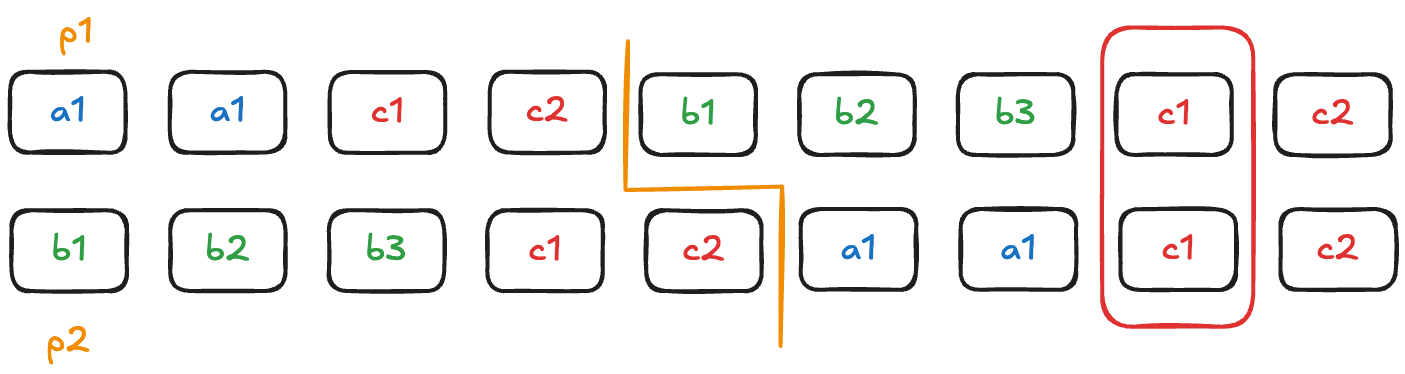 p1
a1 a1 c1 c2 b1 b2 b3 c1 c2
b1 b2 b3 c1 c2 a1 a1 c1 c2
p2